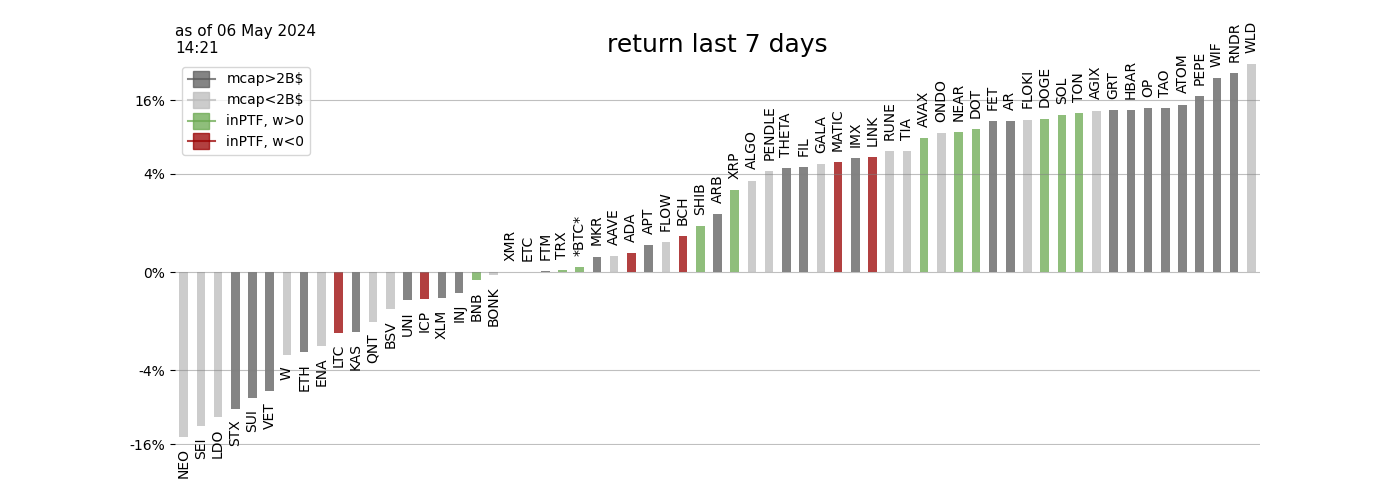 as of 06 May 2024
14:21
return last 7 days
mcap>2B$
mcap<2B$
inPTF, w>0
inPTF, w<0
16%
4%
0%
-4%
-16%
NEO
SEI
LDO
STX
SUI
VET
W
ETH
ENA
LTC
KAS
QNT
BSV
UNI
ICP
XLM
INJ
BNB
BONK
XMR
ETC
FTM
TRX
*BTC*
MKR
AAVE
ADA
APT
FLOW
BCH
SHIB
ARB
XRP
ALGO
PENDLE
THETA
FIL
GALA
MATIC
IMX
LINK
RUNE
TIA
AVAX
ONDO
NEAR
DOT
FET
AR
FLOKI
DOGE
SOL
TON
AGIX
GRT
HBAR
OP
TAO
ATOM
PEPE
WIF
RNDR
WLD